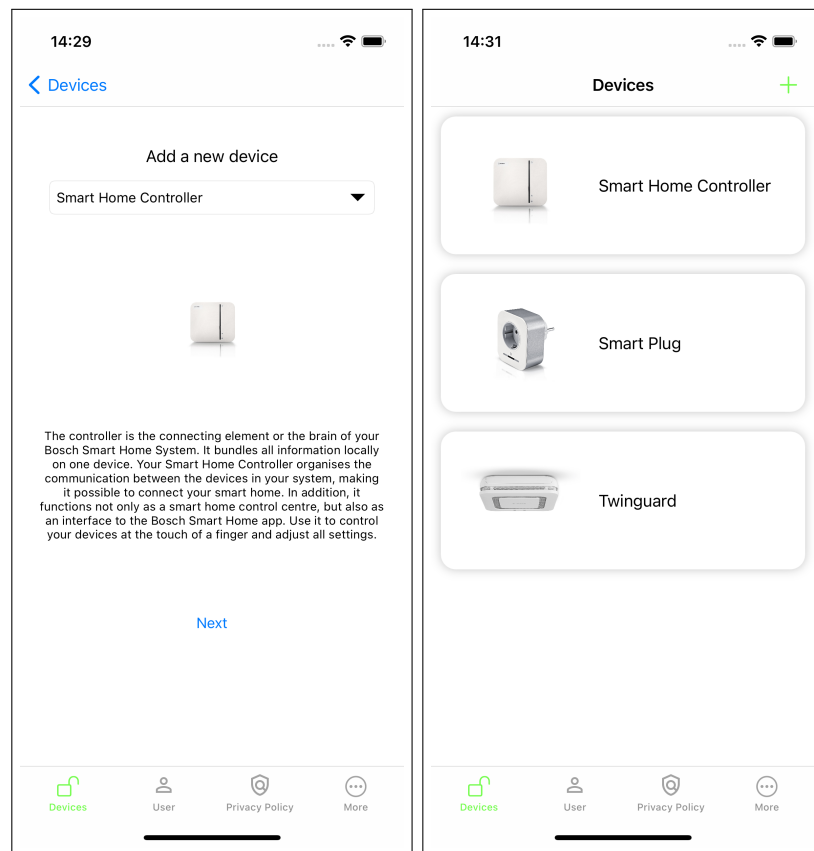 14:29
Devices
Add a new device
Smart Home Controller
The controller is the connecting element or the brain of your
Bosch Smart Home System. It bundles all information locally
on one device. Your Smart Home Controller organises the
communication between the devices in your system, making
it possible to connect your smart home. In addition, it
functions not only as a smart home control centre, but also as
an interface to the Bosch Smart Home app. Use it to control
your devices at the touch of a finger and adjust all settings.
Next
Devices
User
Privacy Policy
More
14:31
Devices
Smart Home Controller
Smart Plug
Twinguard
Devices
User
Privacy Policy
More